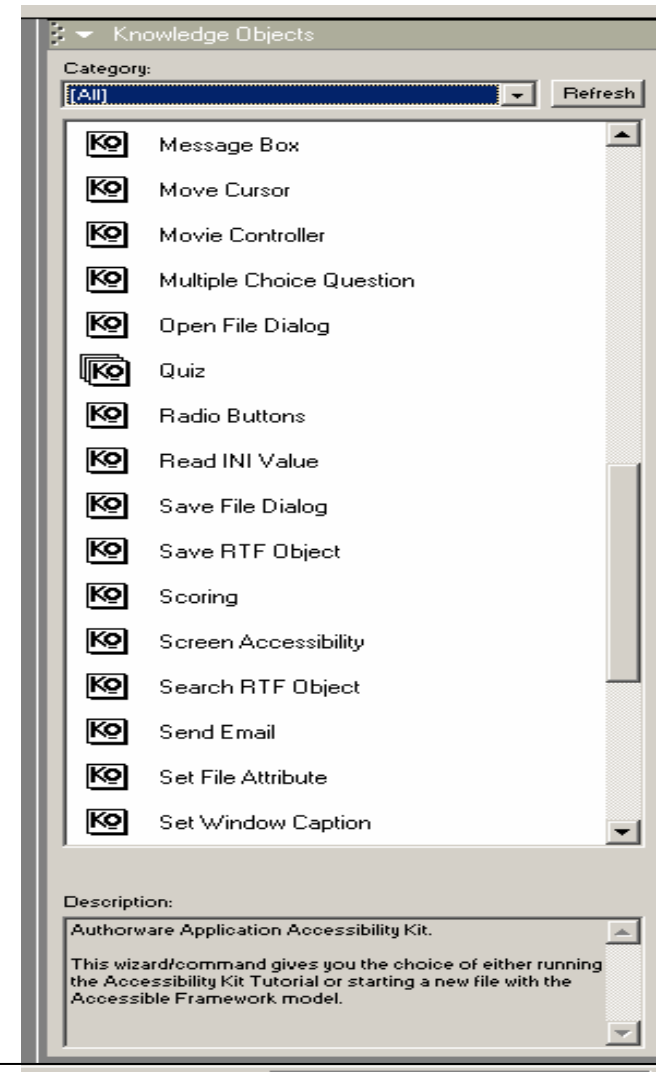 Knowledge Objects
Category:
[All] Refresh
KO Message Box
KO Move Cursor
KO Movie Controller
KO Multiple Choice Question
KO Open File Dialog
KO Quiz
KO Radio Buttons
KO Read INI Value
KO Save File Dialog
KO Save RTF Object
KO Scoring
KO Screen Accessibility
KO Search RTF Object
KO Send Email
KO Set File Attribute
KO Set Window Caption
Description:
Authorware Application Accessibility Kit.
This wizard/command gives you the choice of either running
the Accessibility Kit Tutorial or starting a new file with the
Accessible Framework model.